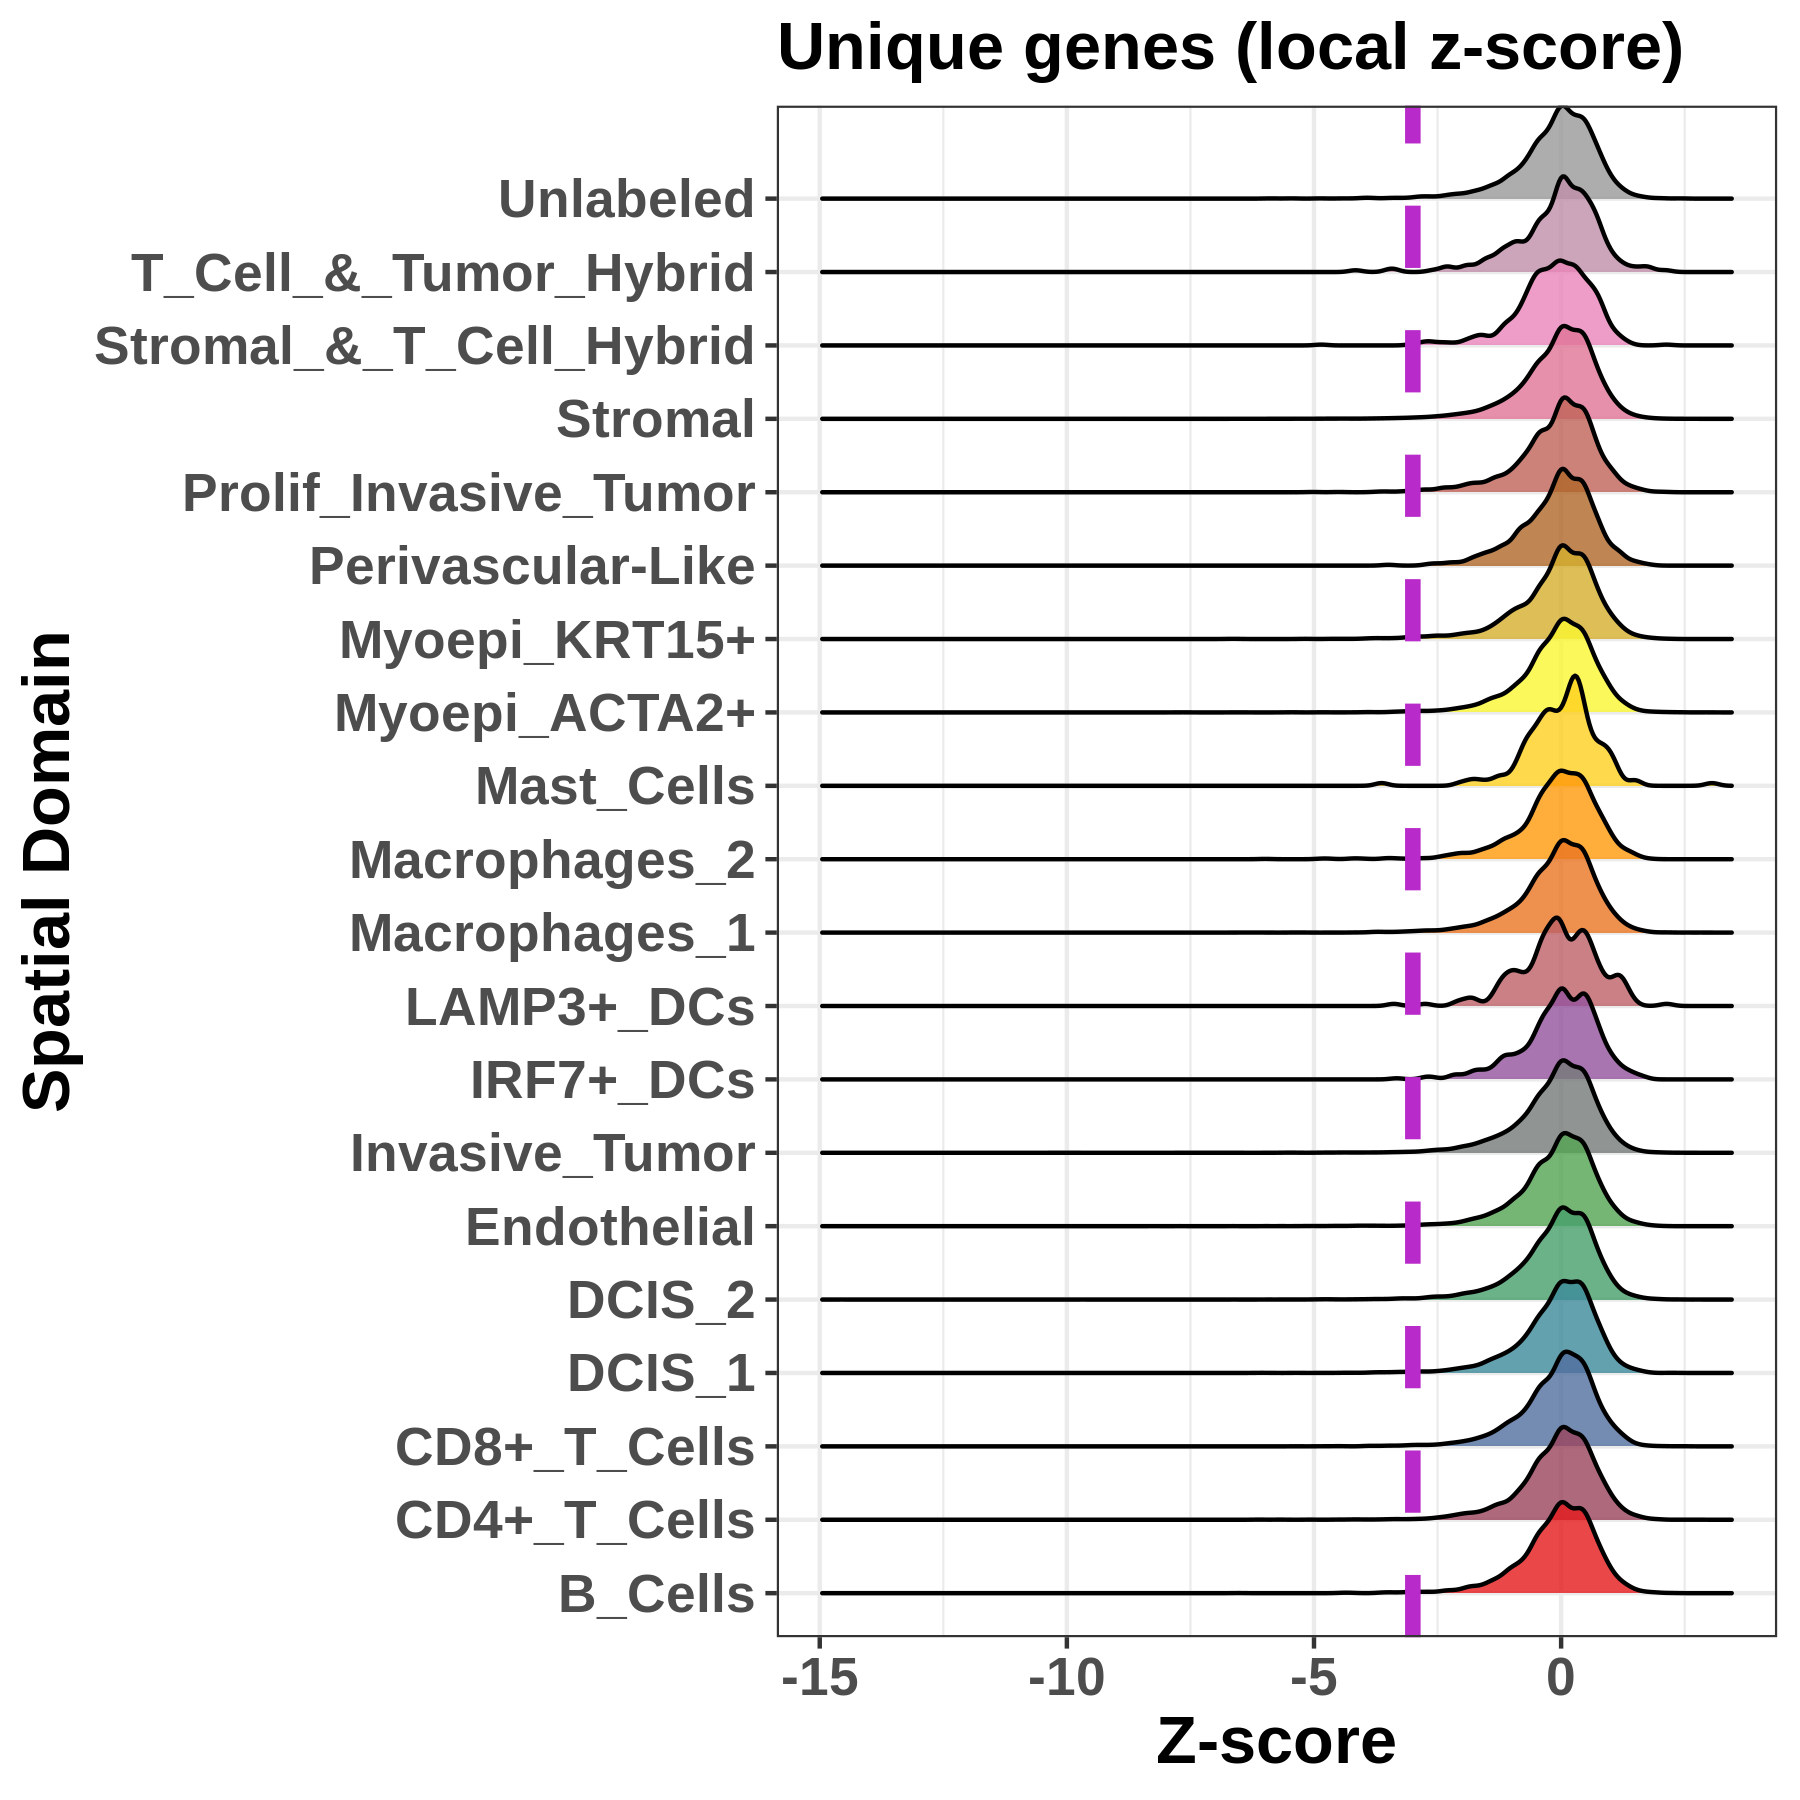 Unique genes (local z-score)
Unlabeled
T_Cell_&_Tumor_Hybrid
Stromal_&_T_Cell_Hybrid
Stromal
Prolif_Invasive_Tumor
Perivascular-Like
Myoepi_KRT15+
Myoepi_ACTA2+
Mast_Cells
Macrophages_2
Macrophages_1
LAMP3+_DCs
IRF7+_DCs
Invasive_Tumor
Endothelial
DCIS_2
DCIS_1
CD8+_T_Cells
CD4+_T_Cells
B_Cells
Spatial Domain
-15 -10 -5 0
Z-score